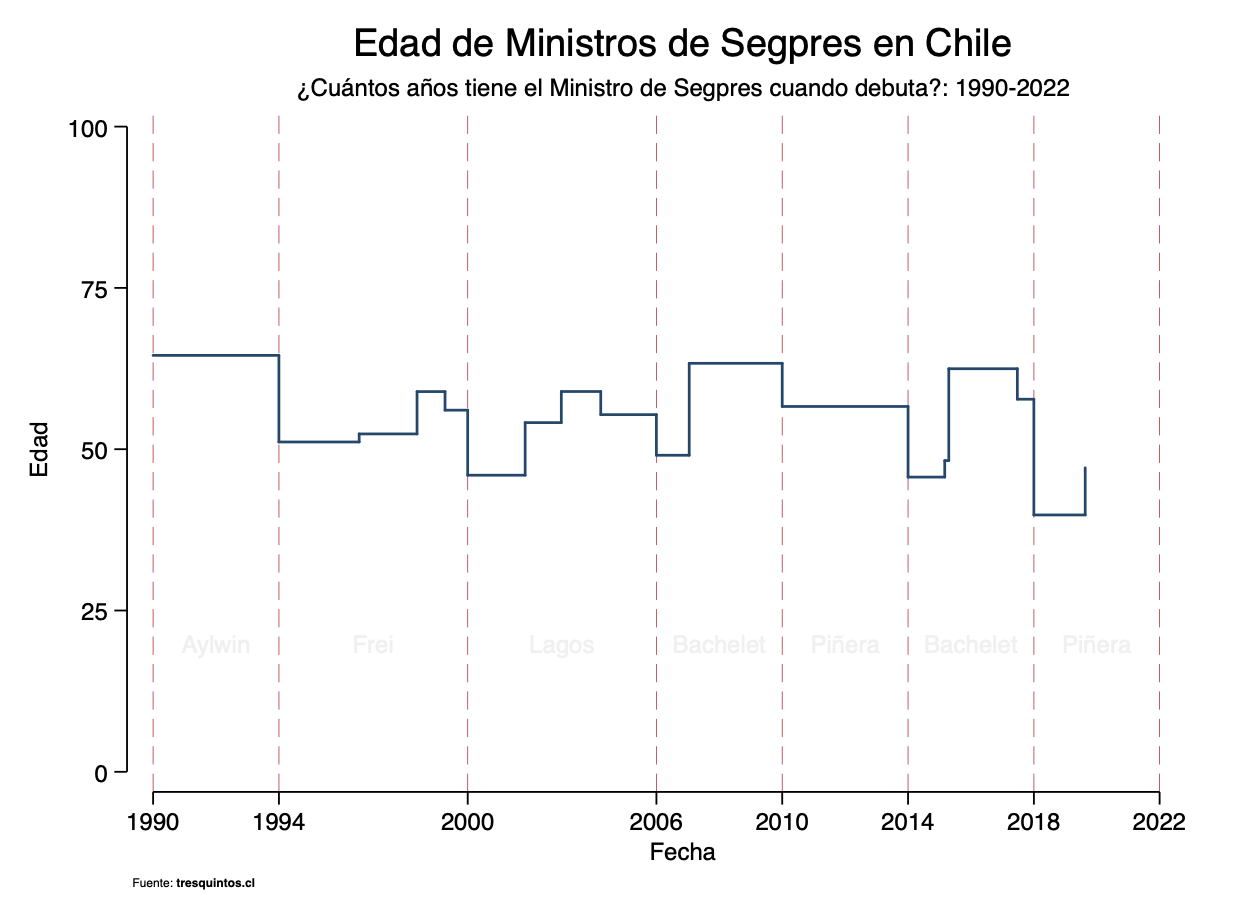 Edad de Ministros de Segpres en Chile
¿Cuántos años tiene el Ministro de Segpres cuando debuta?: 1990-2022
100
75
50
25
0
Edad
Aylwin Frei Lagos Bachelet Piñera Bachelet Piñera
1990 1994 2000 2006 2010 2014 2018 2022
Fecha
Fuente: tresquintos.cl